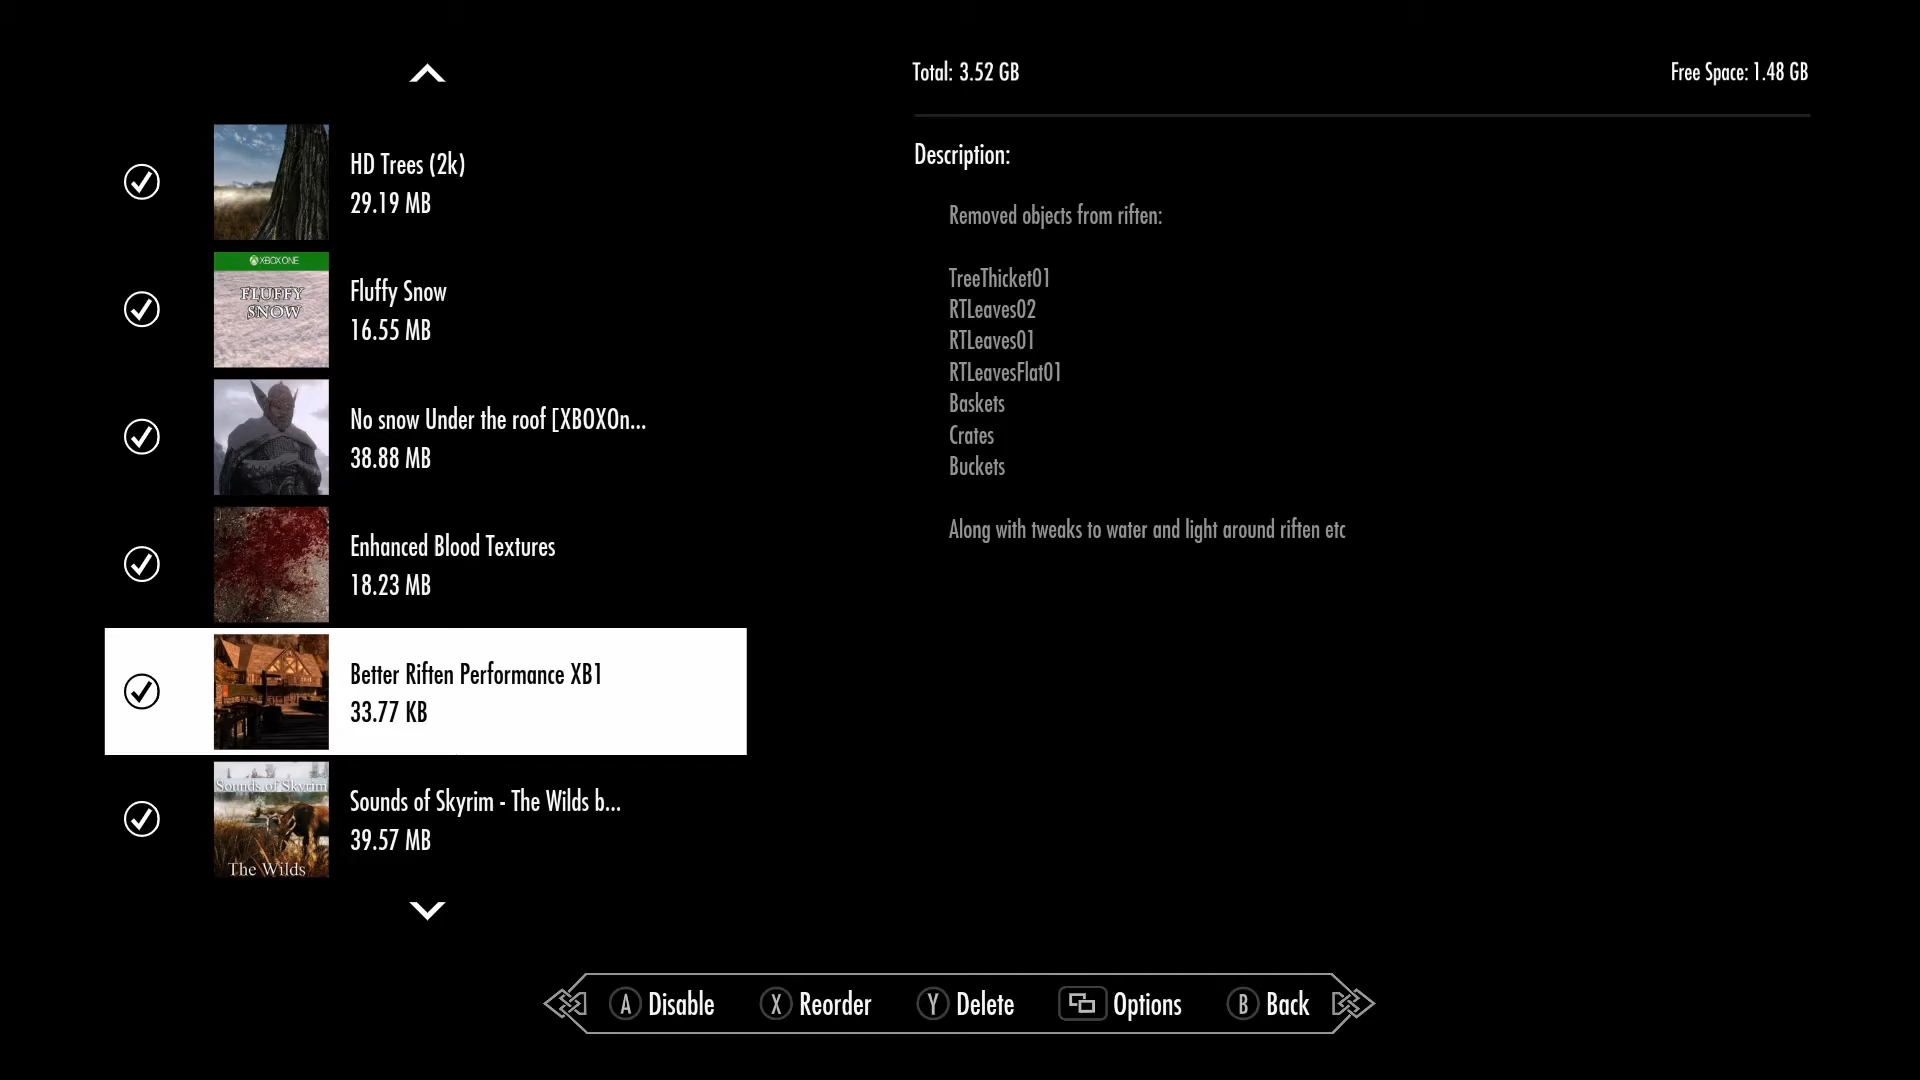 Total: 3.52 GB
Free Space: 1.48 GB
HD Trees (2k)
29.19 MB
XBOX ONE
FLUFFY
SNOW
Fluffy Snow
16.55 MB
No snow Under the roof [XBOXOn...
38.88 MB
Enhanced Blood Textures
18.23 MB
Better Riften Performance XB1
33.77 KB
Sounds of Skyrim
The Wilds
Sounds of Skyrim - The Wilds b...
39.57 MB
Description:
Removed objects from riften:
TreeThicket01
RTLeaves02
RTLeaves01
RTLeavesFlat01
Baskets
Crates
Buckets
Along with tweaks to water and light around riften etc
A Disable
X Reorder
Y Delete
Options
B Back